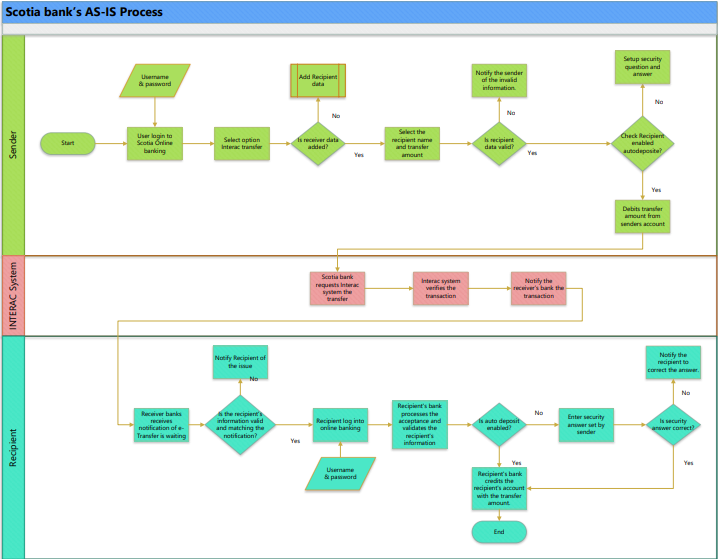 Scotia bank's AS-IS Process
Sender
Username
& password
Add Recipient
data
Notify the sender
of the invalid
information.
Setup security
question and
answer
No
No
No
Start
User login to
Scotia Online
banking
Select option
Interac transfer
Is receiver data
added?
Yes
Select the
recipient name
and transfer
amount
Is recipient
data valid?
Yes
Check Recipient
enabled
autodeposite?
Yes
Debits transfer
amount from
senders account
INTERAC System
Scotia bank
requests Interac
system the
transfer
Interac system
verifies the
transaction
Notify the
receiver's bank the
transaction
Recipient
Notify Recipient of
the issue
No
Notify the
recipient to
correct the answer.
No
Receiver banks
receives
notification of e-
Transfer is waiting
Is the recipient's
information valid
and matching the
notification?
Yes
Recipient log into
online banking
Recipient's bank
processes the
acceptance and
validates the
recipient's
information
Is auto deposit
enabled?
No
Enter security
answer set by
sender
Is security
answer correct?
Yes
Yes
Username
& password
Recipient's bank
credits the
recipient's account
with the transfer
amount.
End